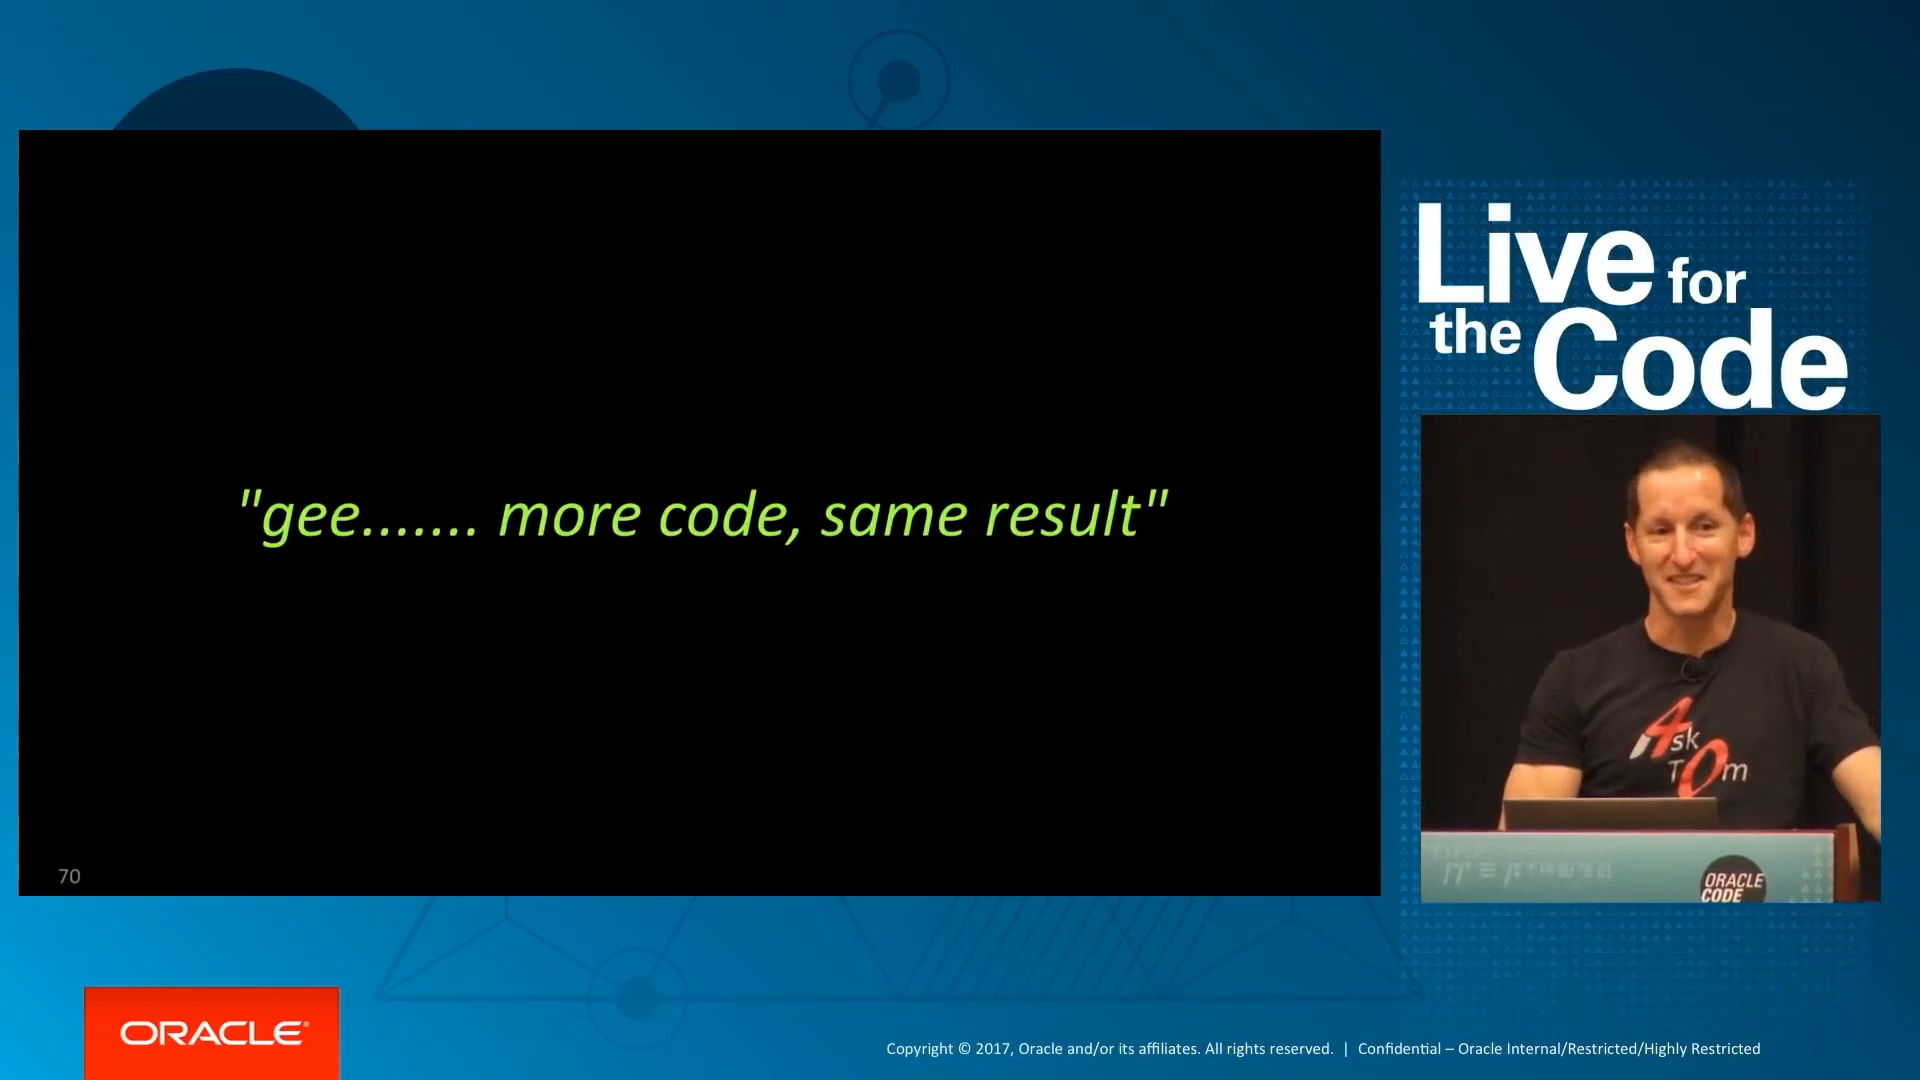 "gee....... more code, same result"
70
Live for
the Code
Ask
TOm
ORACLE
CODE
ORACLE®
Copyright © 2017, Oracle and/or its affiliates. All rights reserved. | Confidential – Oracle Internal/Restricted/Highly Restricted